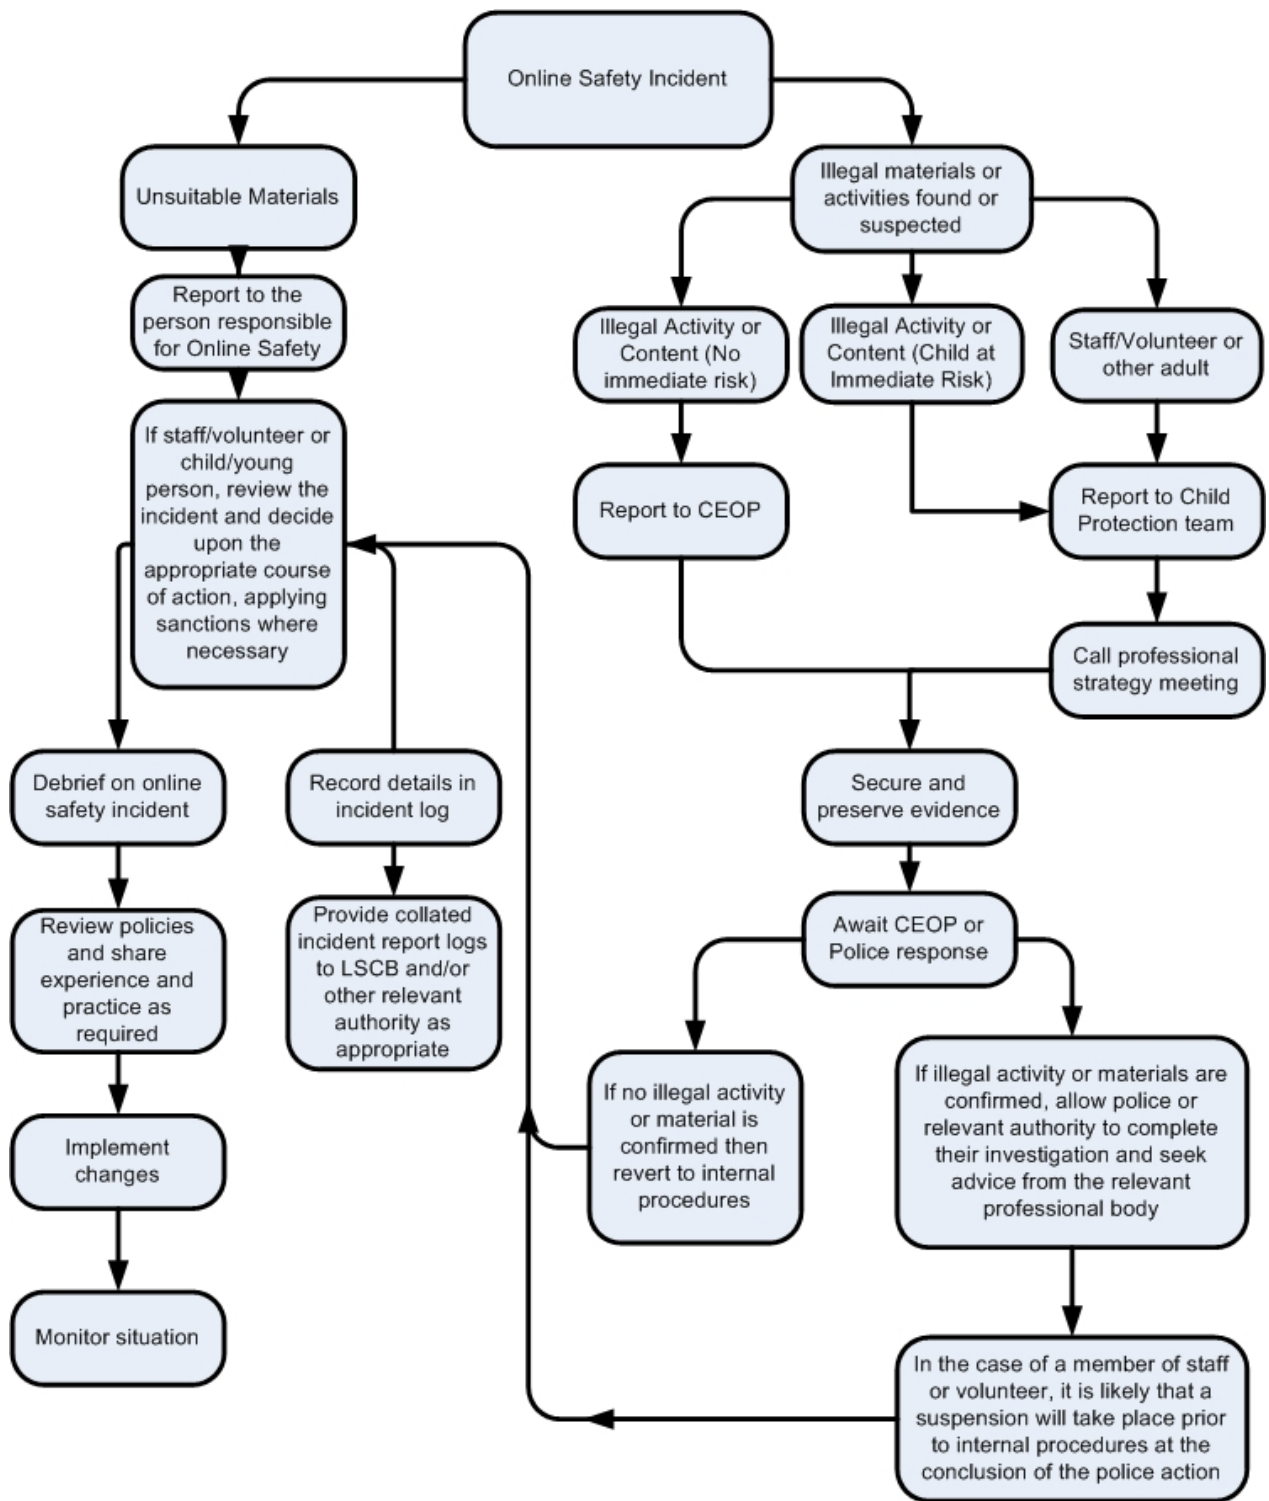 Online Safety Incident
Unsuitable Materials
Illegal materials or
activities found or
suspected
Report to the
person responsible
for Online Safety
Illegal Activity or
Content (No
immediate risk)
Illegal Activity or
Content (Child at
Immediate Risk)
Staff/Volunteer or
other adult
If staff/volunteer or
child/young
person, review the
incident and decide
upon the
appropriate course
of action, applying
sanctions where
necessary
Report to CEOP
Report to Child
Protection team
Call professional
strategy meeting
Debrief on online
safety incident
Record details in
incident log
Secure and
preserve evidence
Review policies
and share
experience and
practice as
required
Provide collated
incident report logs
to LSCB and/or
other relevant
authority as
appropriate
Await CEOP or
Police response
If no illegal activity
or material is
confirmed then
revert to internal
procedures
If illegal activity or materials are
confirmed, allow police or
relevant authority to complete
their investigation and seek
advice from the relevant
professional body
Implement
changes
Monitor situation
In the case of a member of staff
or volunteer, it is likely that a
suspension will take place prior
to internal procedures at the
conclusion of the police action